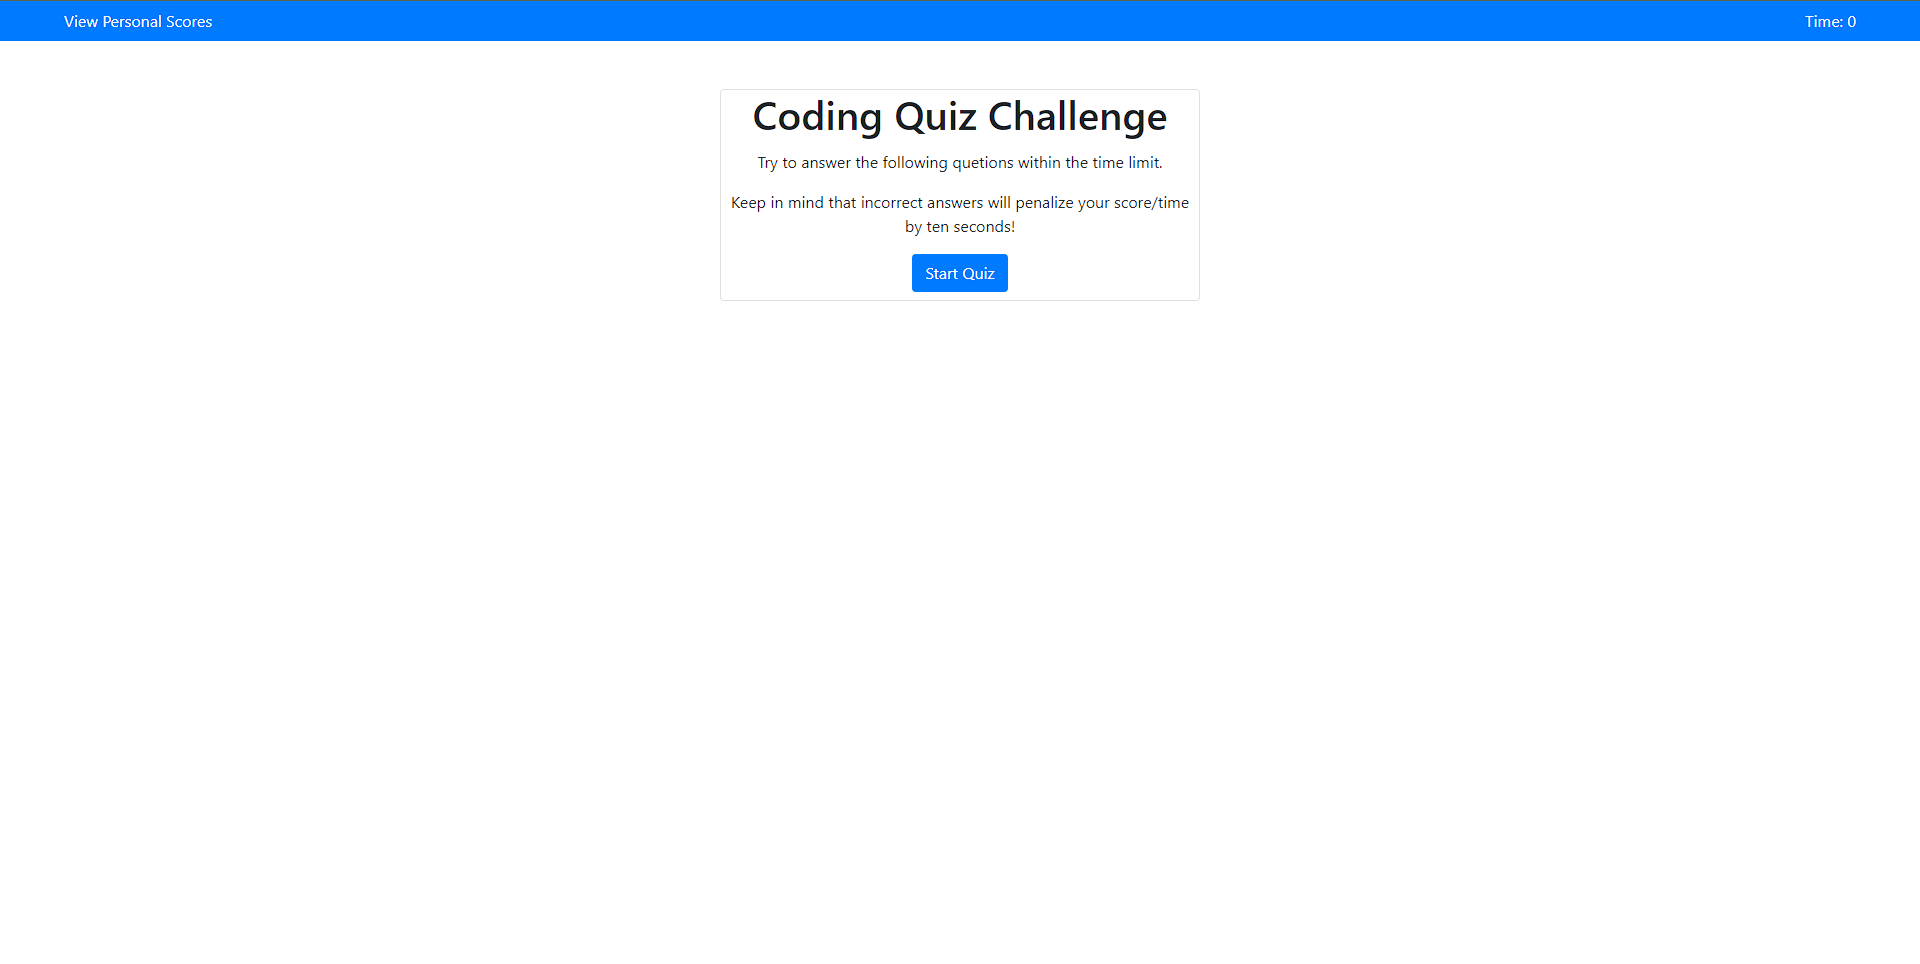 View Personal Scores
Time: 0
Coding Quiz Challenge
Try to answer the following quetions within the time limit.
Keep in mind that incorrect answers will penalize your score/time
by ten seconds!
Start Quiz